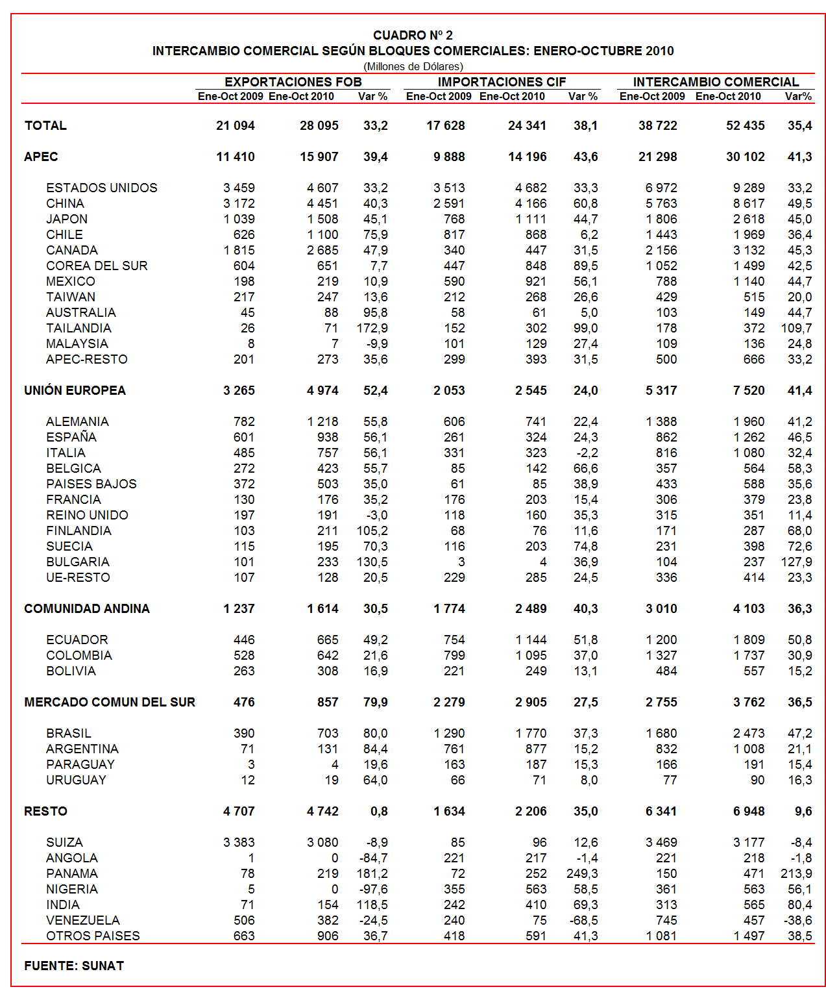 CUADRO Nº 2
INTERCAMBIO COMERCIAL SEGÚN BLOQUES COMERCIALES: ENERO-OCTUBRE 2010
(Millones de Dólares)
EXPORTACIONES FOB IMPORTACIONES CIF INTERCAMBIO COMERCIAL
Ene-Oct 2009 Ene-Oct 2010 Var % Ene-Oct 2009 Ene-Oct 2010 Var % Ene-Oct 2009 Ene-Oct 2010 Var%
TOTAL 21 094 28 095 33,2 17 628 24 341 38,1 38 722 52 435 35,4
APEC 11 410 15 907 39,4 9 888 14 196 43,6 21 298 30 102 41,3
ESTADOS UNIDOS 3 459 4 607 33,2 3 513 4 682 33,3 6 972 9 289 33,2
CHINA 3 172 4 451 40,3 2 591 4 166 60,8 5 763 8 617 49,5
JAPON 1 039 1 508 45,1 768 1 111 44,7 1 806 2 618 45,0
CHILE 626 1 100 75,9 817 868 6,2 1 443 1 969 36,4
CANADA 1 815 2 685 47,9 340 447 31,5 2 156 3 132 45,3
COREA DEL SUR 604 651 7,7 447 848 89,5 1 052 1 499 42,5
MEXICO 198 219 10,9 590 921 56,1 788 1 140 44,7
TAIWAN 217 247 13,6 212 268 26,6 429 515 20,0
AUSTRALIA 45 88 95,8 58 61 5,0 103 149 44,7
TAILANDIA 26 71 172,9 152 302 99,0 178 372 109,7
MALAYSIA 8 7 -9,9 101 129 27,4 109 136 24,8
APEC-RESTO 201 273 35,6 299 393 31,5 500 666 33,2
UNIÓN EUROPEA 3 265 4 974 52,4 2 053 2 545 24,0 5 317 7 520 41,4
ALEMANIA 782 1 218 55,8 606 741 22,4 1 388 1 960 41,2
ESPAÑA 601 938 56,1 261 324 24,3 862 1 262 46,5
ITALIA 485 757 56,1 331 323 -2,2 816 1 080 32,4
BELGICA 272 423 55,7 85 142 66,6 357 564 58,3
PAISES BAJOS 372 503 35,0 61 85 38,9 433 588 35,6
FRANCIA 130 176 35,2 176 203 15,4 306 379 23,8
REINO UNIDO 197 191 -3,0 118 160 35,3 315 351 11,4
FINLANDIA 103 211 105,2 68 76 11,6 171 287 68,0
SUECIA 115 195 70,3 116 203 74,8 231 398 72,6
BULGARIA 101 233 130,5 3 4 36,9 104 237 127,9
UE-RESTO 107 128 20,5 229 285 24,5 336 414 23,3
COMUNIDAD ANDINA 1 237 1 614 30,5 1 774 2 489 40,3 3 010 4 103 36,3
ECUADOR 446 665 49,2 754 1 144 51,8 1 200 1 809 50,8
COLOMBIA 528 642 21,6 799 1 095 37,0 1 327 1 737 30,9
BOLIVIA 263 308 16,9 221 249 13,1 484 557 15,2
MERCADO COMUN DEL SUR 476 857 79,9 2 279 2 905 27,5 2 755 3 762 36,5
BRASIL 390 703 80,0 1 290 1 770 37,3 1 680 2 473 47,2
ARGENTINA 71 131 84,4 761 877 15,2 832 1 008 21,1
PARAGUAY 3 4 19,6 163 187 15,3 166 191 15,4
URUGUAY 12 19 64,0 66 71 8,0 77 90 16,3
RESTO 4 707 4 742 0,8 1 634 2 206 35,0 6 341 6 948 9,6
SUIZA 3 383 3 080 -8,9 85 96 12,6 3 469 3 177 -8,4
ANGOLA 1 0 -84,7 221 217 -1,4 221 218 -1,8
PANAMA 78 219 181,2 72 252 249,3 150 471 213,9
NIGERIA 5 0 -97,6 355 563 58,5 361 563 56,1
INDIA 71 154 118,5 242 410 69,3 313 565 80,4
VENEZUELA 506 382 -24,5 240 75 -68,5 745 457 -38,6
OTROS PAISES 663 906 36,7 418 591 41,3 1 081 1 497 38,5
FUENTE: SUNAT